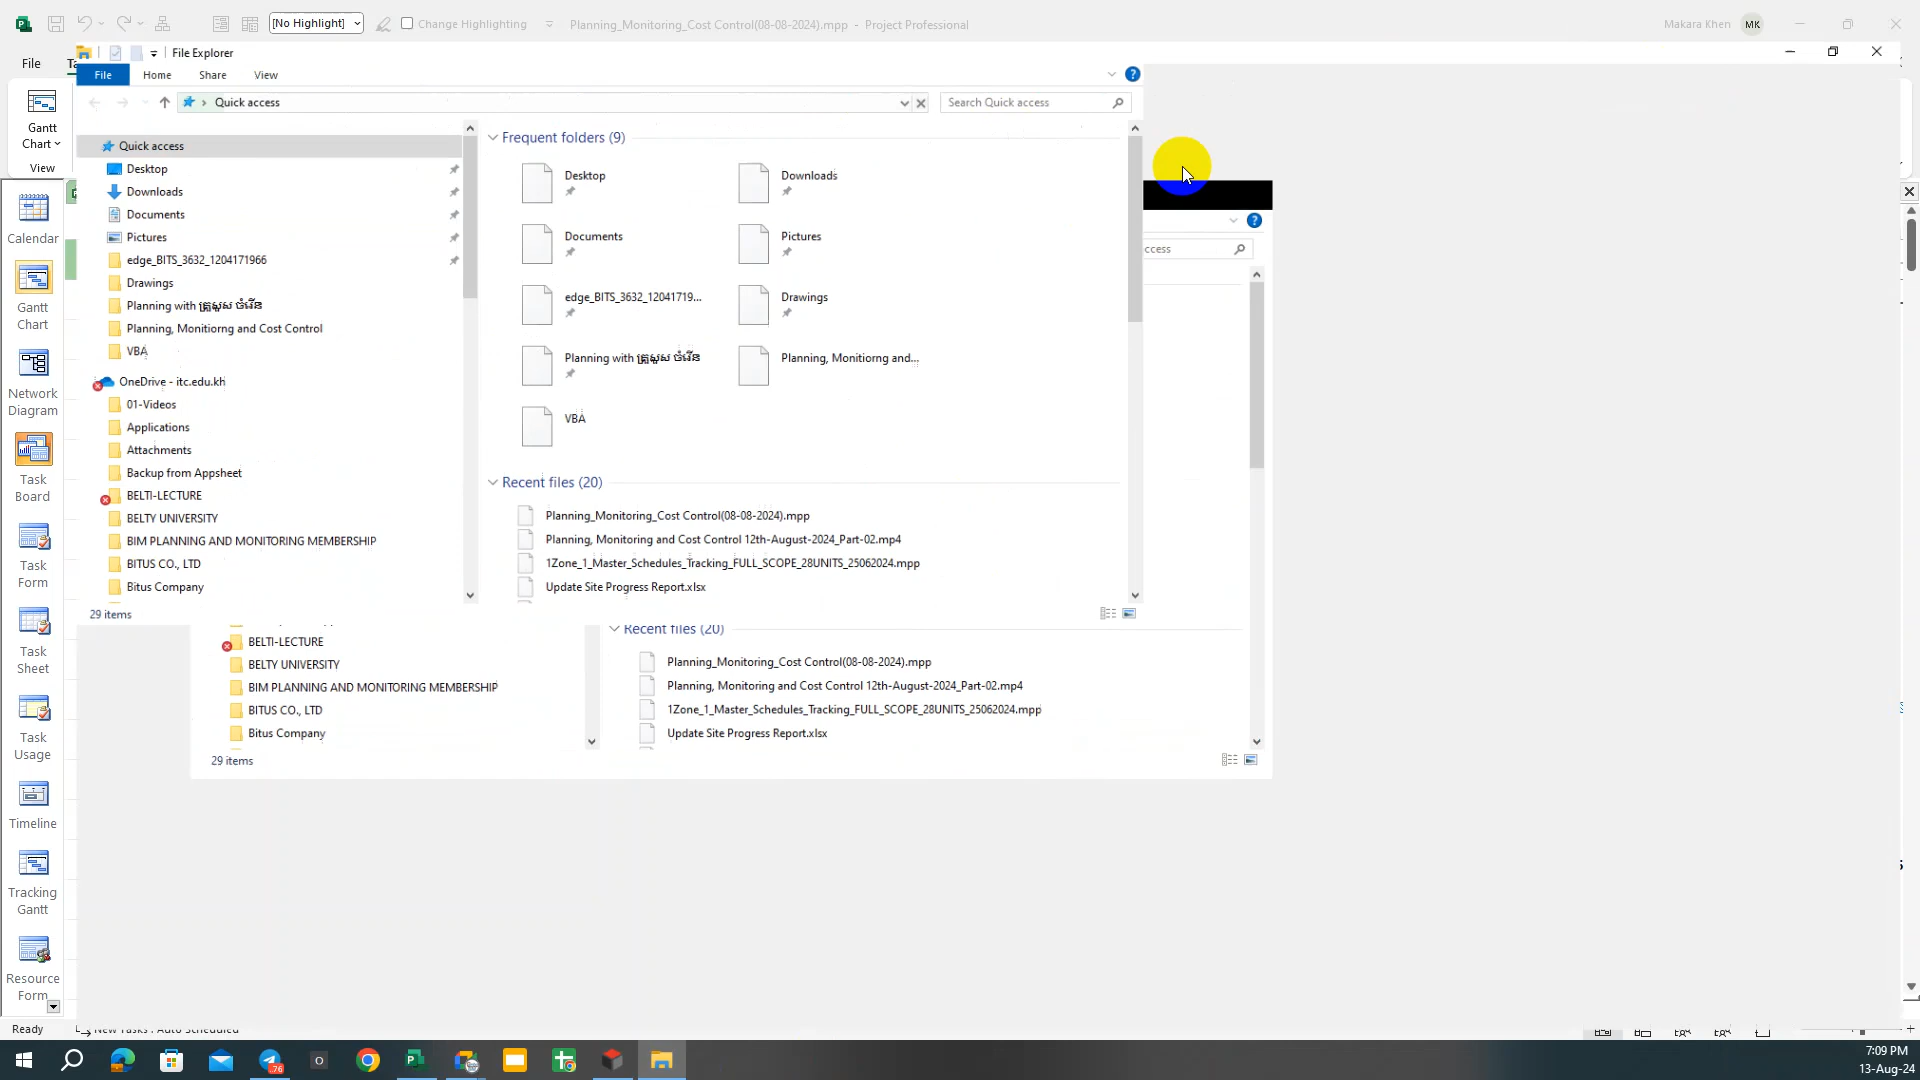 [No Highlight]
Change Highlighting
Planning_Monitoring_Cost Control(08-08-2024).mpp - Project Professional
Makara Khen
MK
File
File Explorer
File
Home
Share
View
Quick access
Search Quick access
Gantt
Chart
View
Calendar
Gantt
Chart
Network
Diagram
Task
Board
Task
Form
Task
Sheet
Task
Usage
Timeline
Tracking
Gantt
Resource
Form
Quick access
Desktop
Downloads
Documents
Pictures
edge_BITS_3632_1204171966
Drawings
Planning with គ្រួសួស ចំរើន
Planning, Monitiorng and Cost Control
VBA
OneDrive - itc.edu.kh
01-Videos
Applications
Attachments
Backup from Appsheet
BELTI-LECTURE
BELTY UNIVERSITY
BIM PLANNING AND MONITORING MEMBERSHIP
BITUS CO., LTD
Bitus Company
29 items
Frequent folders (9)
Desktop
Downloads
Documents
Pictures
edge_BITS_3632_12041719...
Drawings
Planning with គ្រួសួស ចំរើន
Planning, Monitiorng and...
VBA
Recent files (20)
Planning_Monitoring_Cost Control(08-08-2024).mpp
Planning, Monitoring and Cost Control 12th-August-2024_Part-02.mp4
1Zone_1_Master_Schedules_Tracking_FULL_SCOPE_28UNITS_25062024.mpp
Update Site Progress Report.xlsx
ccess
BELTI-LECTURE
BELTY UNIVERSITY
BIM PLANNING AND MONITORING MEMBERSHIP
BITUS CO., LTD
Bitus Company
29 items
Recent files (20)
Planning_Monitoring_Cost Control(08-08-2024).mpp
Planning, Monitoring and Cost Control 12th-August-2024_Part-02.mp4
1Zone_1_Master_Schedules_Tracking_FULL_SCOPE_28UNITS_25062024.mpp
Update Site Progress Report.xlsx
Ready
New Tasks : Auto Scheduled
.76
7:09 PM
13-Aug-24